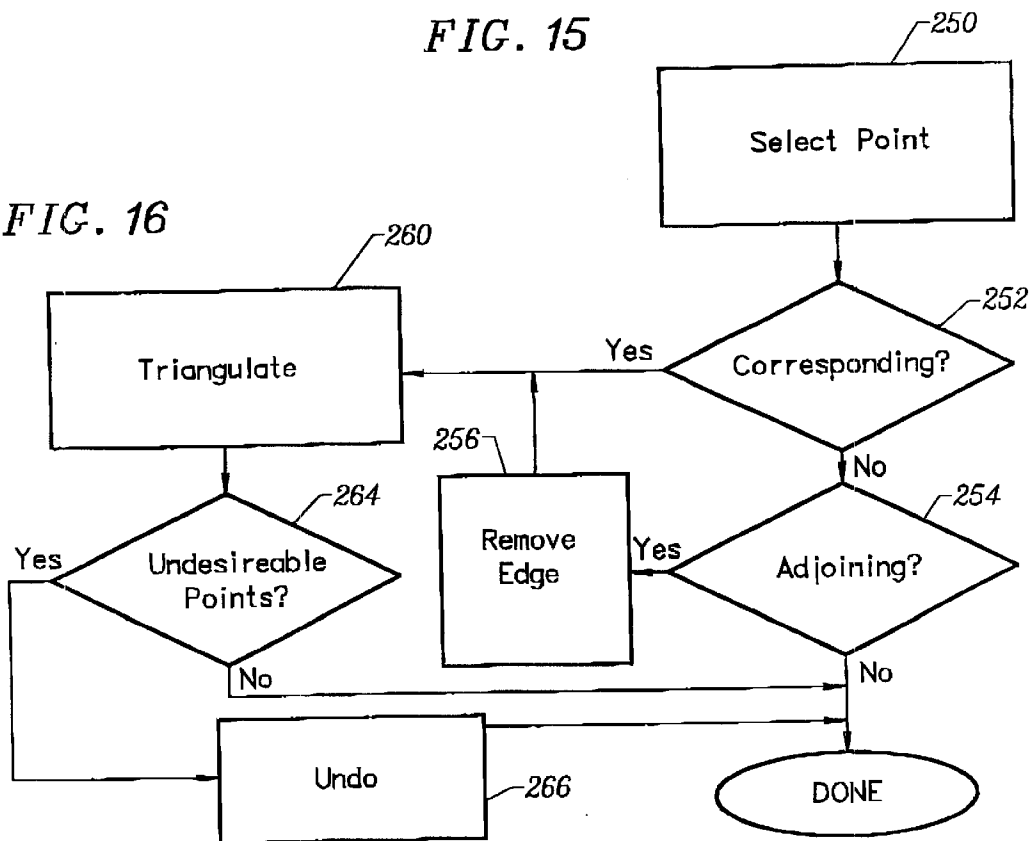 FIG. 15
250
Select Point
FIG. 16
260
252
Triangulate
Yes
Corresponding?
256
No
264
254
Yes
Undesireable
Points?
Remove
Edge
Yes
Adjoining?
No
No
Undo
266
DONE